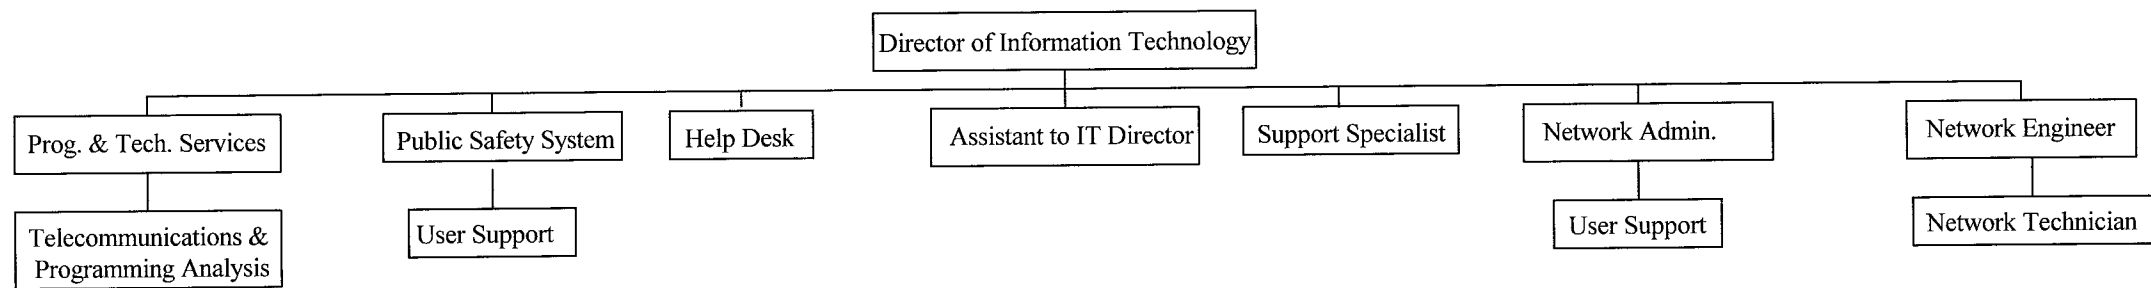 Director of Information Technology
Prog. & Tech. Services
Public Safety System
Help Desk
Assistant to IT Director
Support Specialist
Network Admin.
Network Engineer
Telecommunications &
Programming Analysis
User Support
User Support
Network Technician